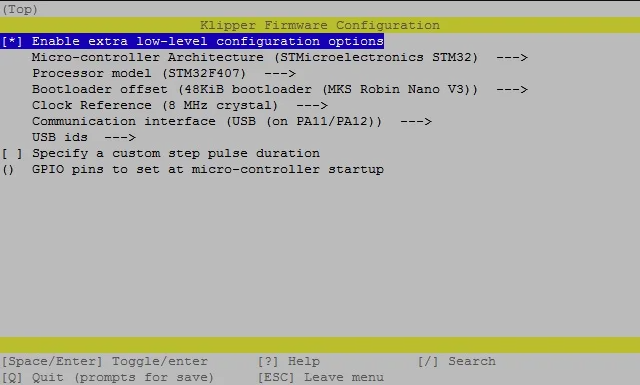 (Top)
Klipper Firmware Configuration
[*] Enable extra low-level configuration options
Micro-controller Architecture (STMicroelectronics STM32)  --->
Processor model (STM32F407)  --->
Bootloader offset (48KiB bootloader (MKS Robin Nano V3))  --->
Clock Reference (8 MHz crystal)  --->
Communication interface (USB (on PA11/PA12))  --->
USB ids  --->
[ ] Specify a custom step pulse duration
()  GPIO pins to set at micro-controller startup
[Space/Enter] Toggle/enter [?] Help [/] Search
[Q] Quit (prompts for save) [ESC] Leave menu